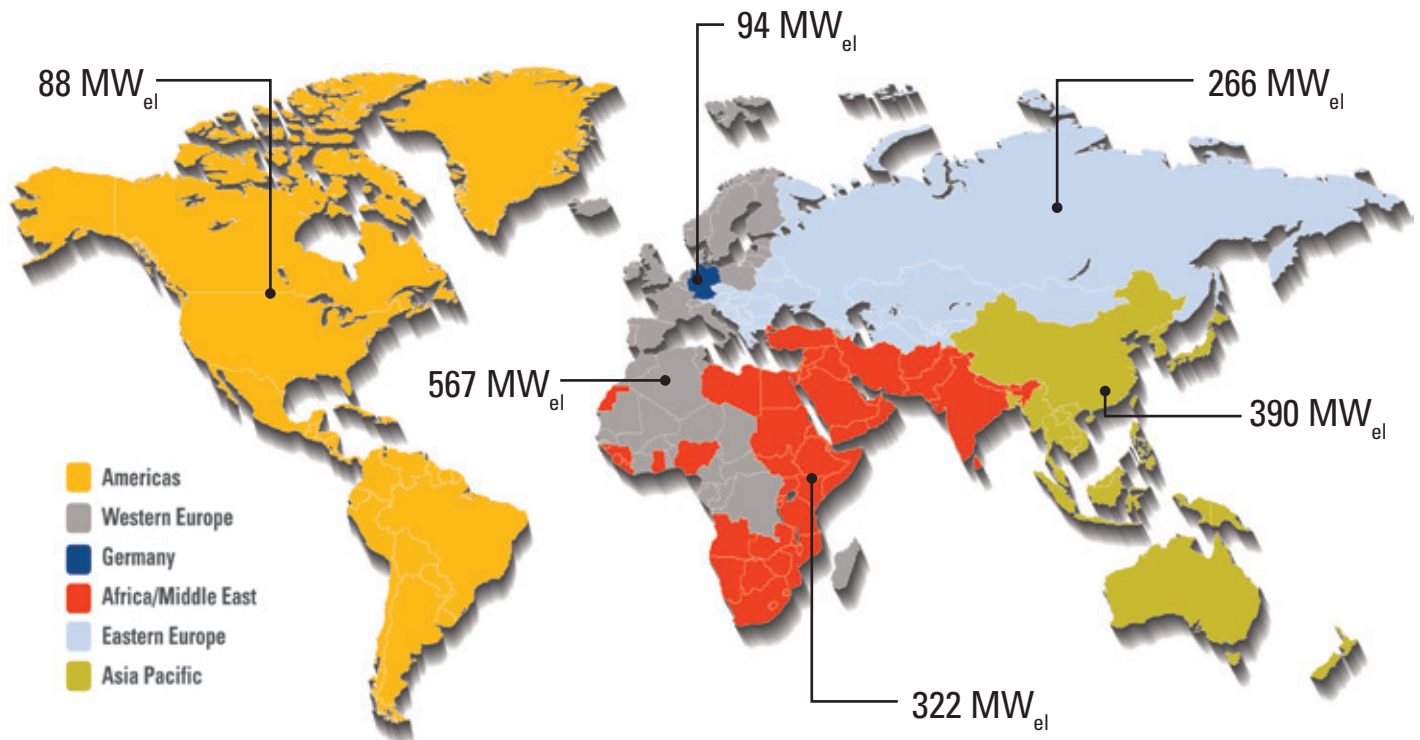 94 MWel
88 MWel
266 MWel
567 MWel
390 MWel
Americas
Western Europe
Germany
Africa/Middle East
Eastern Europe
Asia Pacific
322 MWel